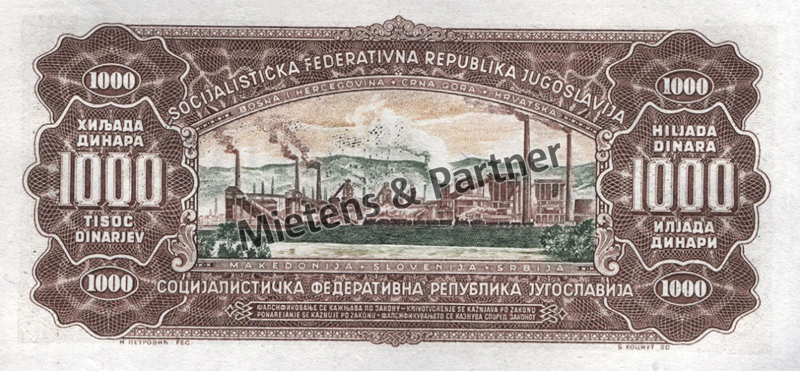 SOCIJALISTIČKA FEDERATIVNA REPUBLIKA JUGOSLAVIJA
BOSNA I HERCEGOVINA • CRNA GORA • HRVATSKA
1000
1000
ХИЉАДА
ДИНАРА
1000
TISOČ
DINARJEV
HILJADA
DINARA
1000
ИЛЈАДА
ДИНАРИ
Mietens & Partner
MAKEDONIJA • SLOVENIJA • SRBIJA
1000
1000
СОЦИЈАЛИСТИЧКА ФЕДЕРАТИВНА РЕПУБЛИКА ЈУГОСЛАВИЈА
ФАЛСИФИКОВАЊЕ СЕ КАЖЊАВА ПО ЗАКОНУ – KRIVOTVORENJE SE KAŽNJAVA PO ZAKONU
PONAREJANJE SE KAZNUJE PO ZAKONU – ФАЛСИФИКУВАЊЕТО СЕ КАЗНУВА СПОРЕД ЗАКОНОТ